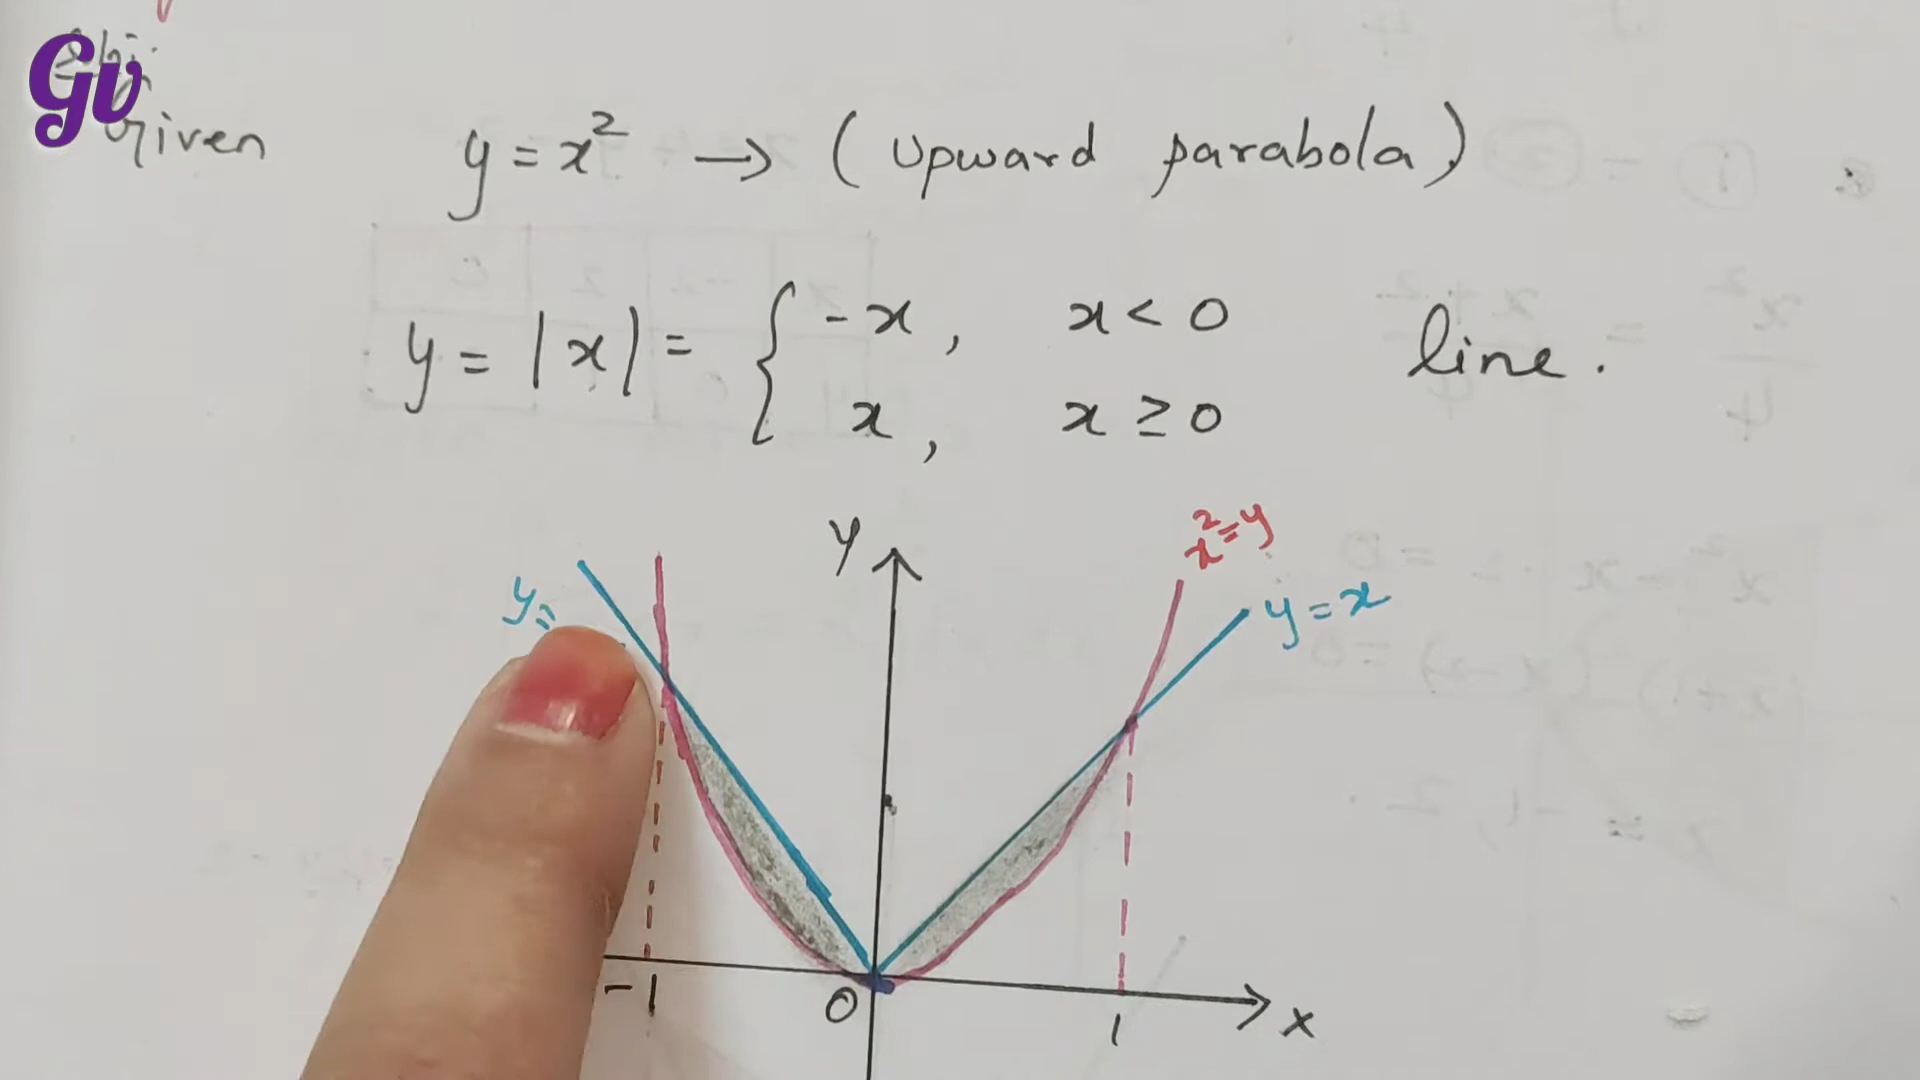 Gv
Given y = x² → (upward parabola)
y = |x| = { -x, x < 0 line.
x, x ≥ 0
y x² = y
y = y = x
-1 0 1 x